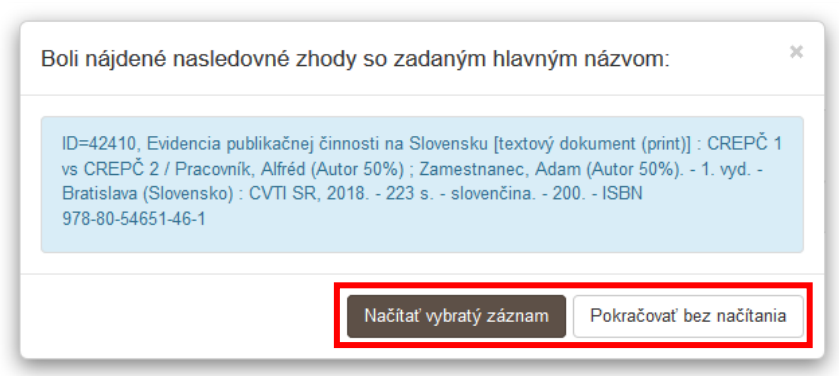 Boli nájdené nasledovné zhody so zadaným hlavným názvom:
×
ID=42410, Evidencia publikačnej činnosti na Slovensku [textový dokument (print)] : CREPČ 1
vs CREPČ 2 / Pracovník, Alfréd (Autor 50%) ; Zamestnanec, Adam (Autor 50%). - 1. vyd. -
Bratislava (Slovensko) : CVTI SR, 2018. - 223 s. - slovenčina. - 200. - ISBN
978-80-54651-46-1
Načítať vybratý záznam
Pokračovať bez načítania